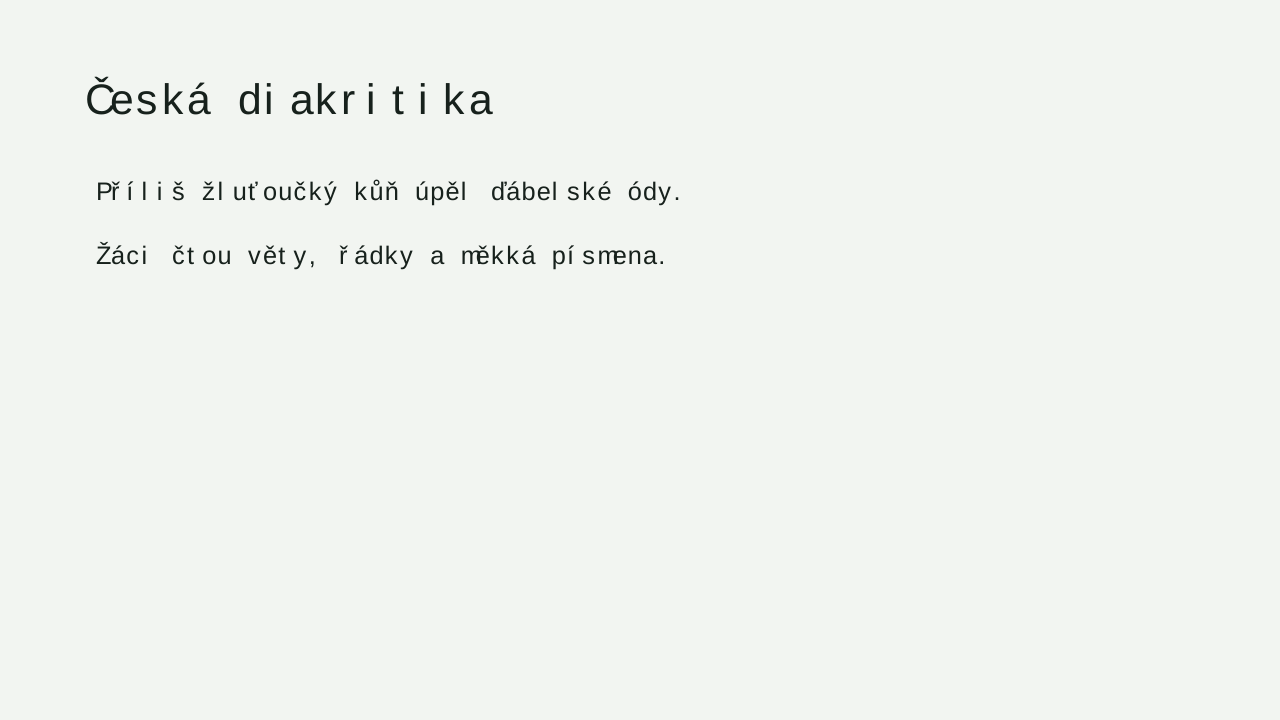 Česká diakritika
Příliš žluťoučký kůň úpěl ďábelské ódy.
Žáci čtou věty, řádky a měkká písmena.